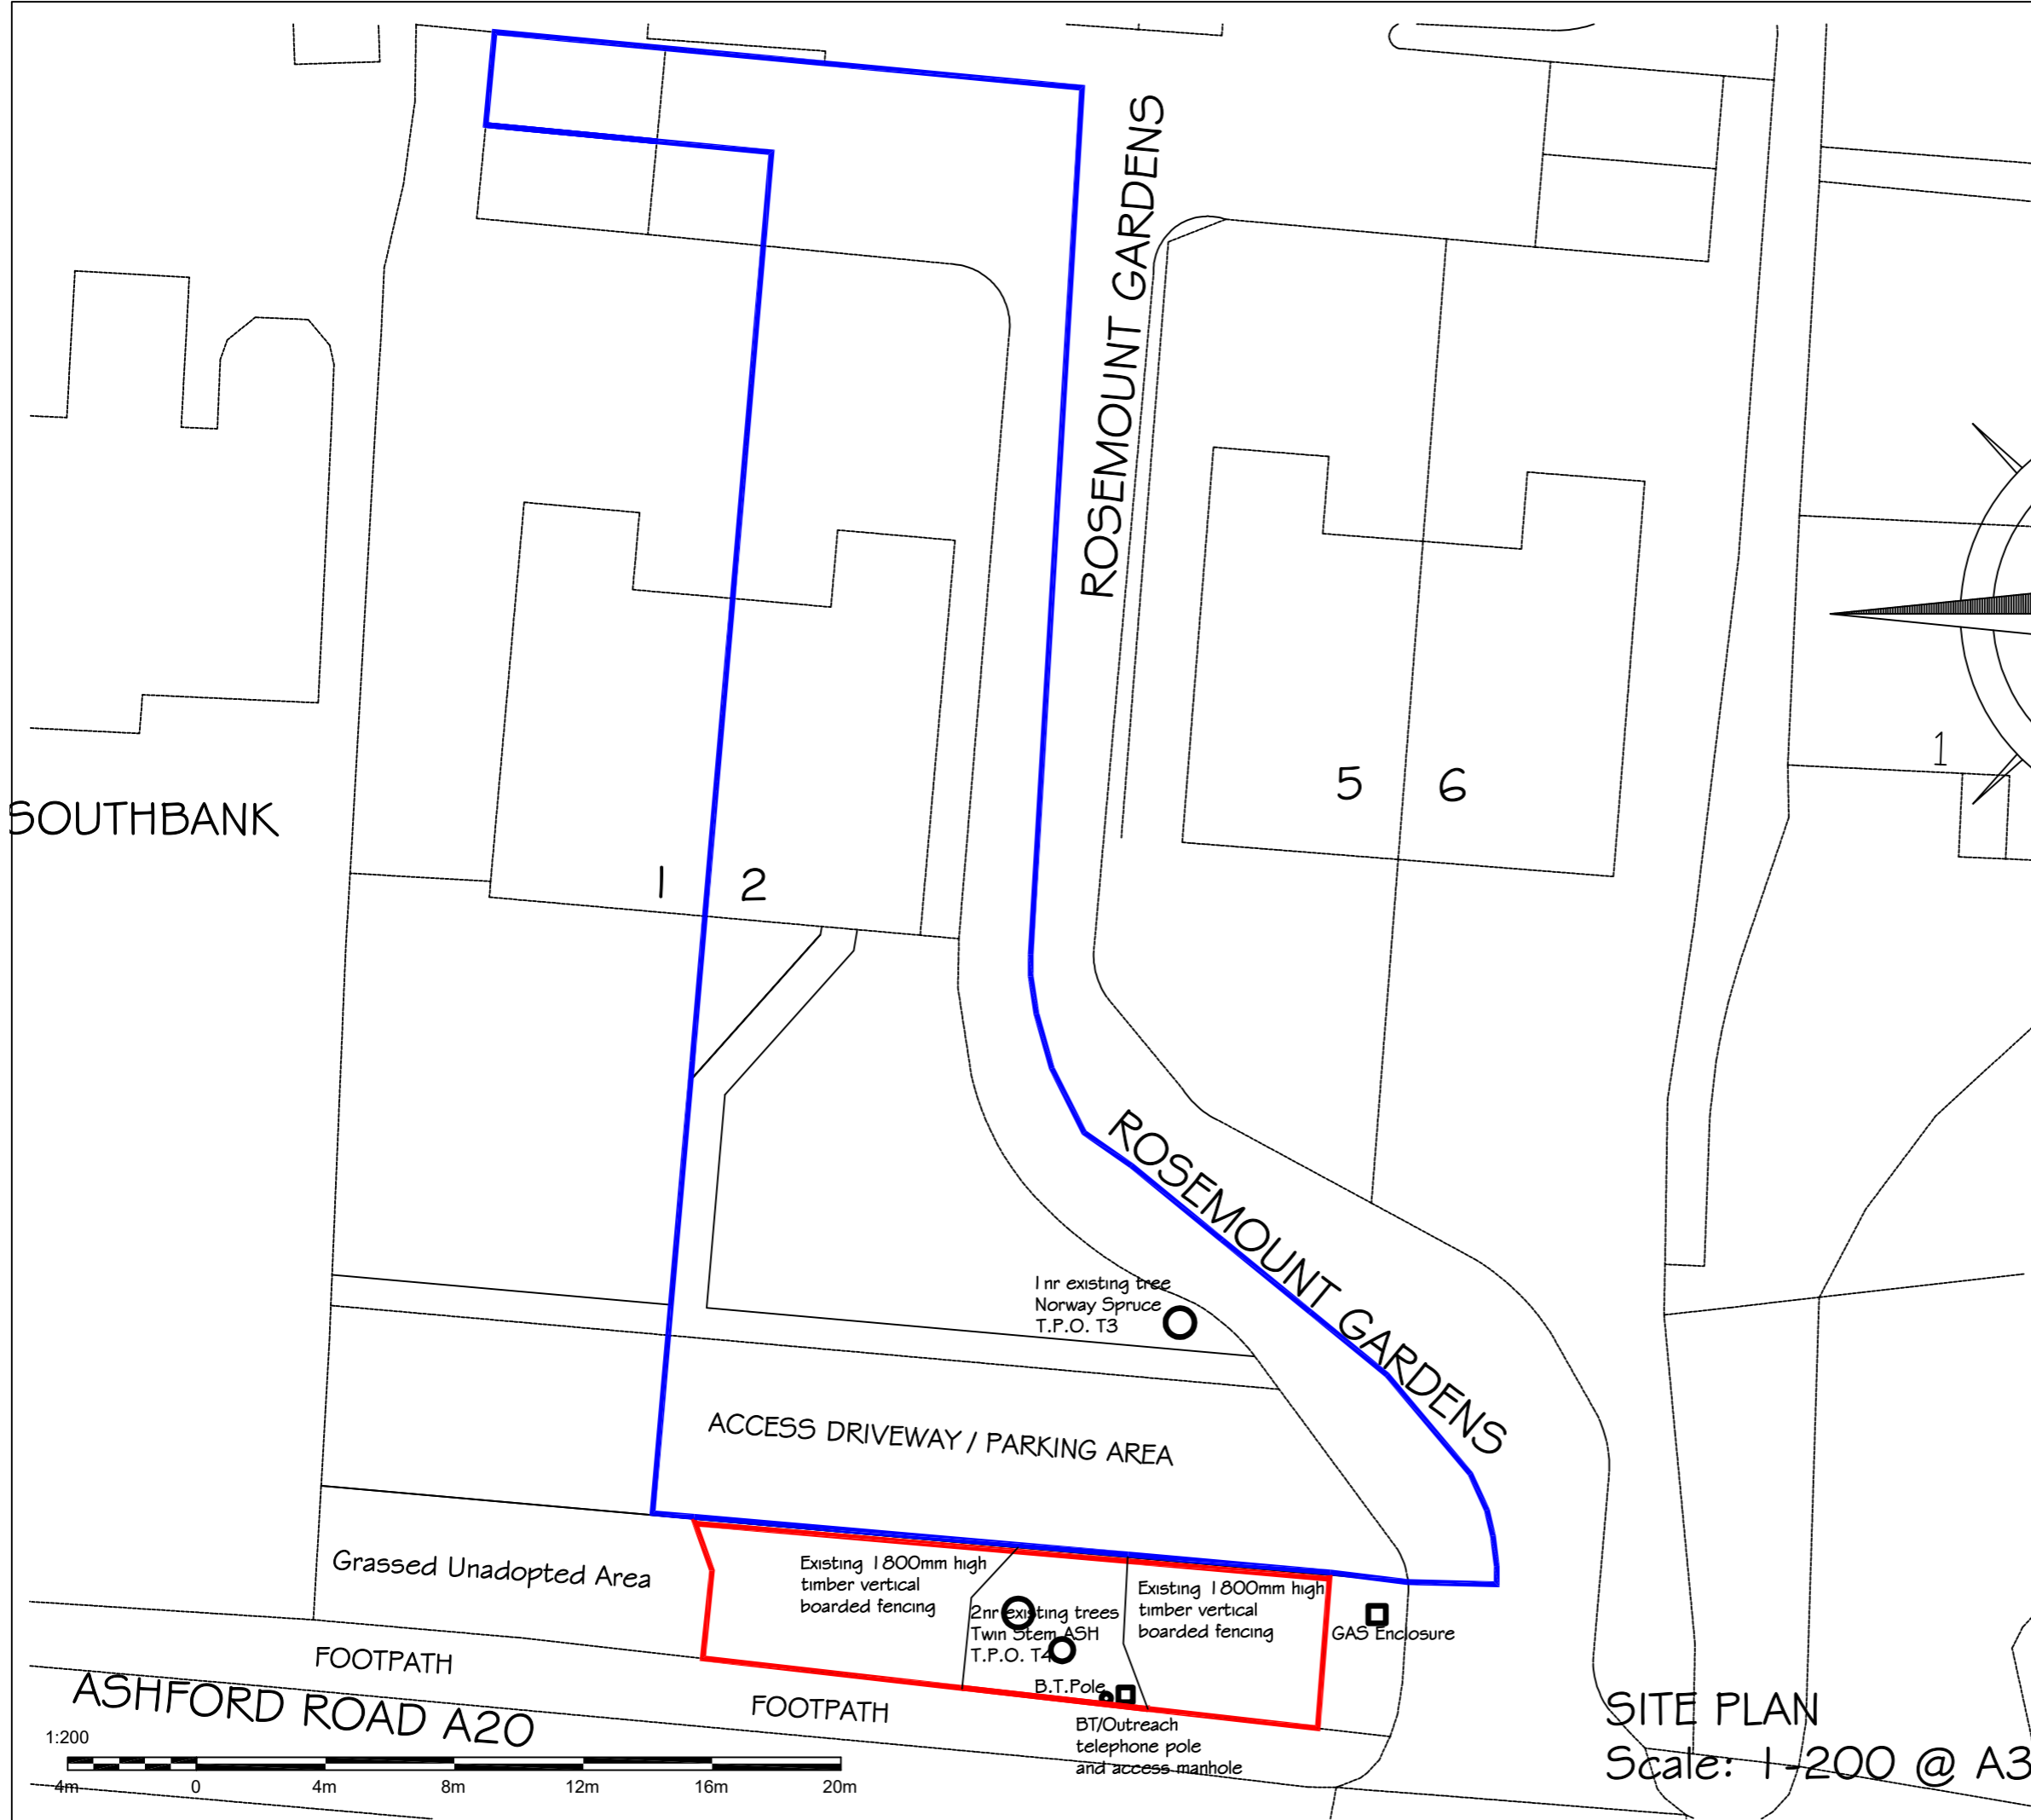 ROSEMOUNT GARDENS
5 6
1
SOUTHBANK
1 2
ROSEMOUNT GARDENS
1nr existing tree
Norway Spruce
T.P.O. T3
ACCESS DRIVEWAY / PARKING AREA
Grassed Unadopted Area
Existing 1800mm high
timber vertical
boarded fencing
2nr existing trees
Twin Stem ASH
T.P.O. T4
Existing 1800mm high
timber vertical
boarded fencing
GAS Enclosure
B.T.Pole
BT/Outreach
telephone pole
and access manhole
FOOTPATH
FOOTPATH
ASHFORD ROAD A20
1:200
4m 0 4m 8m 12m 16m 20m
SITE PLAN
Scale: 1-200 @ A3